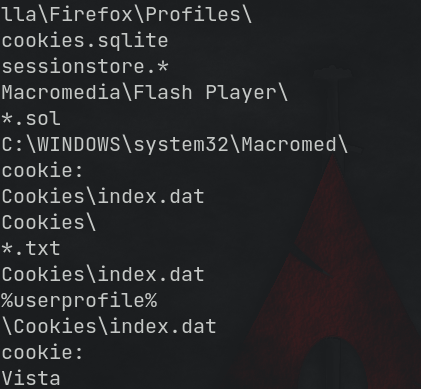 lla\Firefox\Profiles\
cookies.sqlite
sessionstore.*
Macromedia\Flash Player\
*.sol
C:\WINDOWS\system32\Macromed\
cookie:
Cookies\index.dat
Cookies\
*.txt
Cookies\index.dat
%userprofile%
\Cookies\index.dat
cookie:
Vista